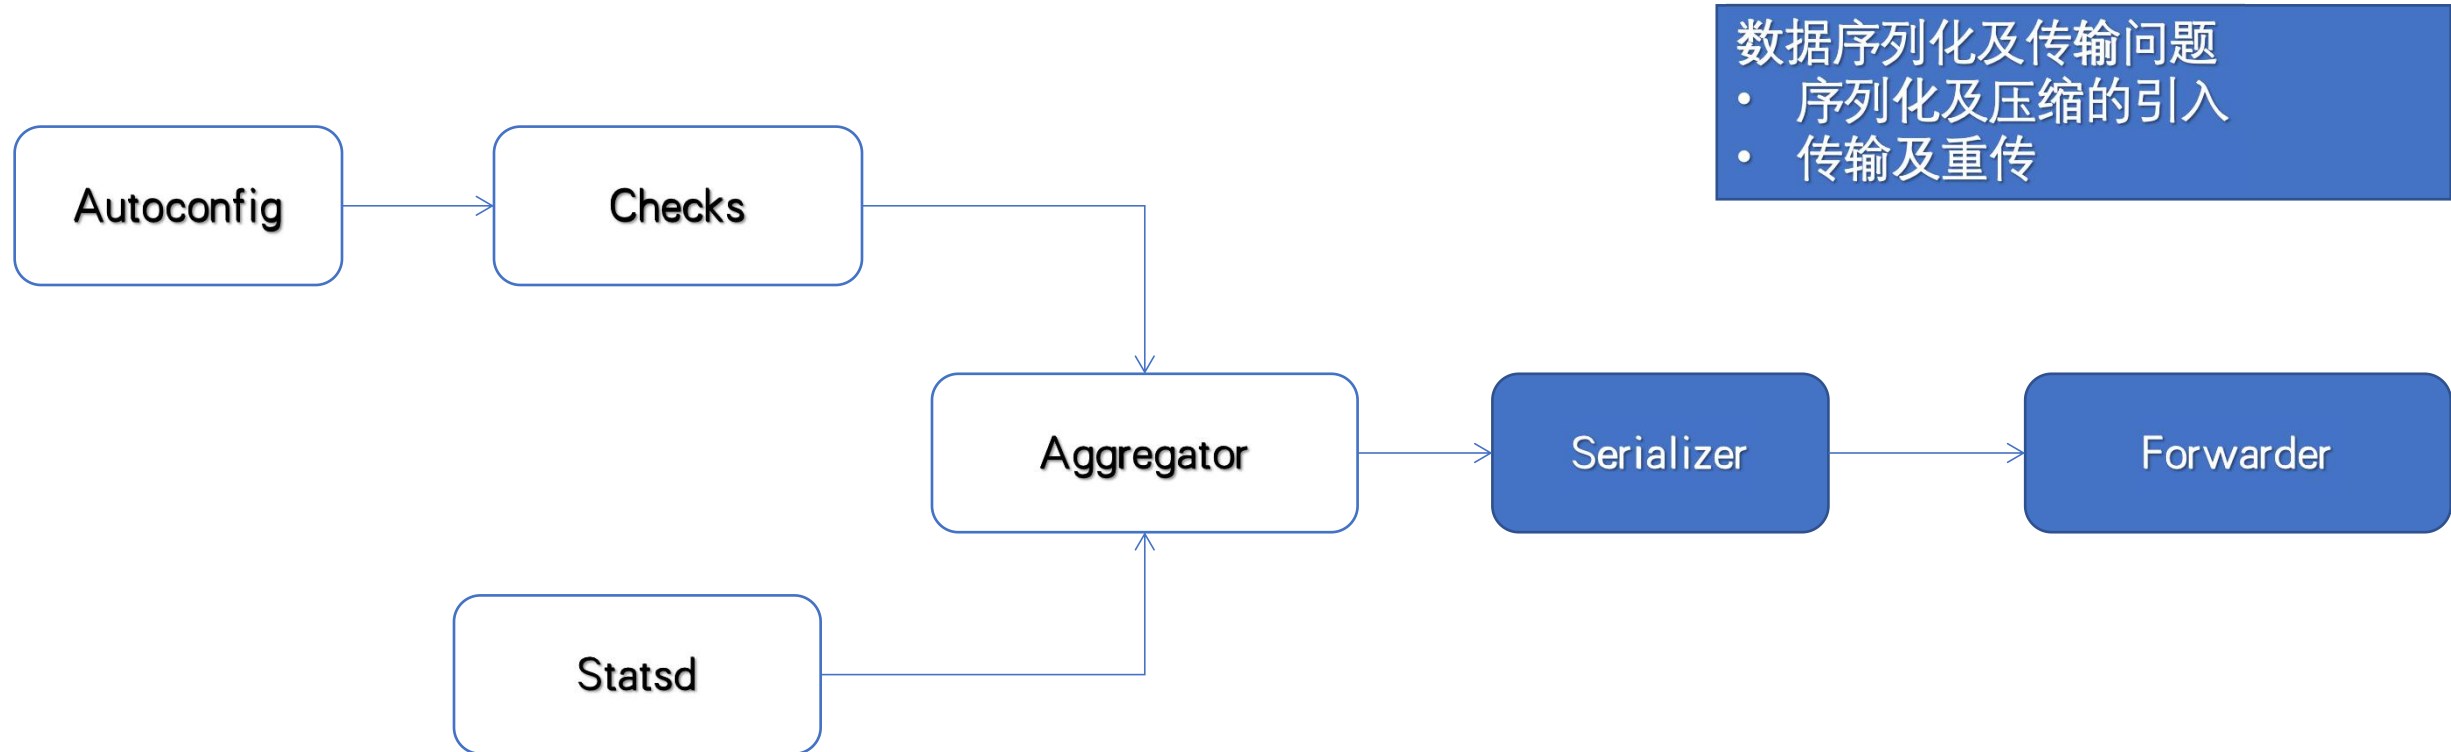 数据序列化及传输问题
• 序列化及压缩的引入
• 传输及重传
Autoconfig
Checks
Aggregator
Serializer
Forwarder
Statsd